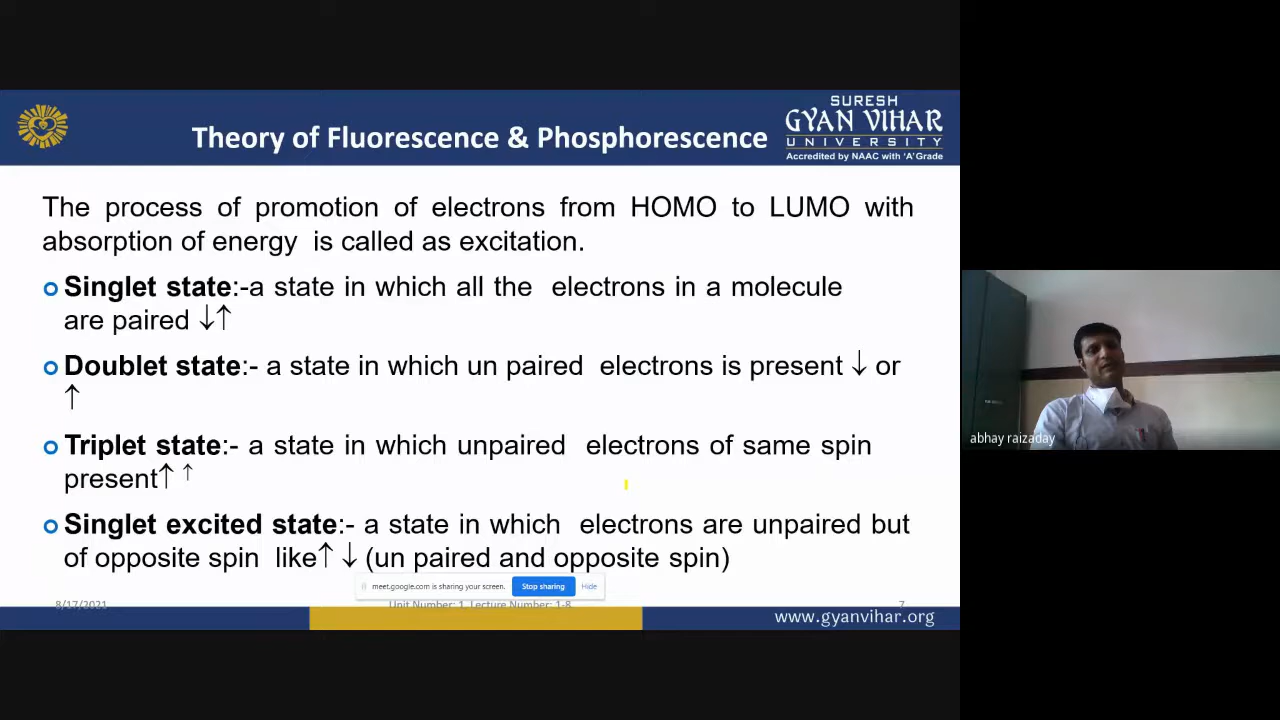 SURESH
GYAN VIHAR
UNIVERSITY
Accredited by NAAC with 'A' Grade
Theory of Fluorescence & Phosphorescence
The process of promotion of electrons from HOMO to LUMO with
absorption of energy is called as excitation.
Singlet state:-a state in which all the electrons in a molecule
are paired ↓↑
Doublet state:- a state in which un paired electrons is present ↓ or
↑
Triplet state:- a state in which unpaired electrons of same spin
present↑ ↑
Singlet excited state:- a state in which electrons are unpaired but
of opposite spin like↑ ↓ (un paired and opposite spin)
meet.google.com is sharing your screen. Stop sharing Hide
8/17/2021 Unit Number: 1, Lecture Number: 1-8 7
www.gyanvihar.org
abhay raizaday